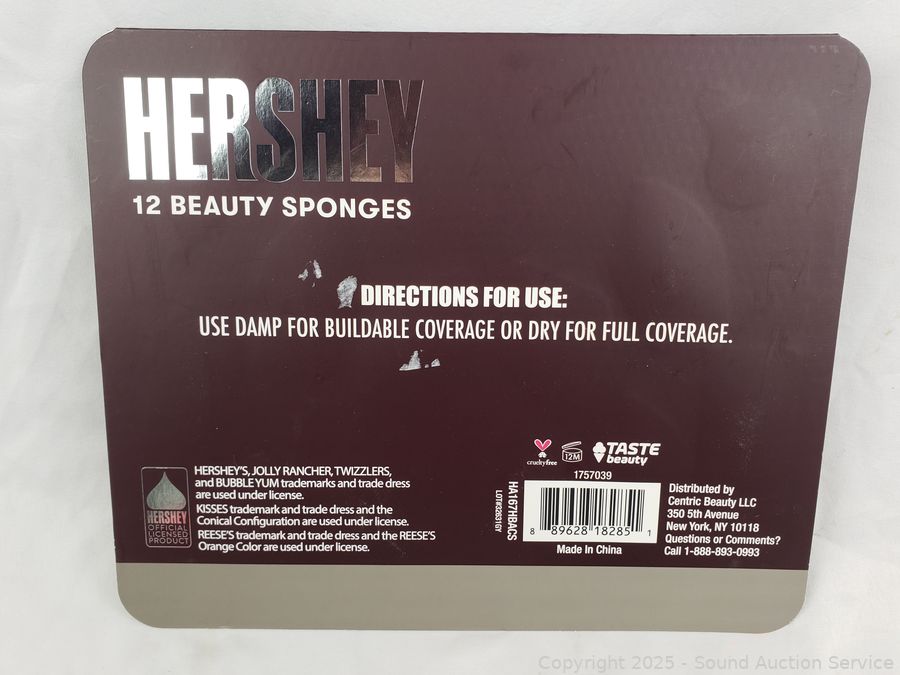 HERSHEY
12 BEAUTY SPONGES
DIRECTIONS FOR USE:
USE DAMP FOR BUILDABLE COVERAGE OR DRY FOR FULL COVERAGE.
HERSHEY
OFFICIAL
LICENSED
PRODUCT
HERSHEY'S, JOLLY RANCHER, TWIZZLERS,
and BUBBLE YUM trademarks and trade dress
are used under license.
KISSES trademark and trade dress and the
Conical Configuration are used under license.
REESE'S trademark and trade dress and the REESE'S
Orange Color are used under license.
crueltyfree
12M
TASTE
beauty
1757039
HA167HBACS
LOT#32631GY
8 89628 18285 1
Made In China
Distributed by
Centric Beauty LLC
350 5th Avenue
New York, NY 10118
Questions or Comments?
Call 1-888-893-0993
Copyright 2025 - Sound Auction Service